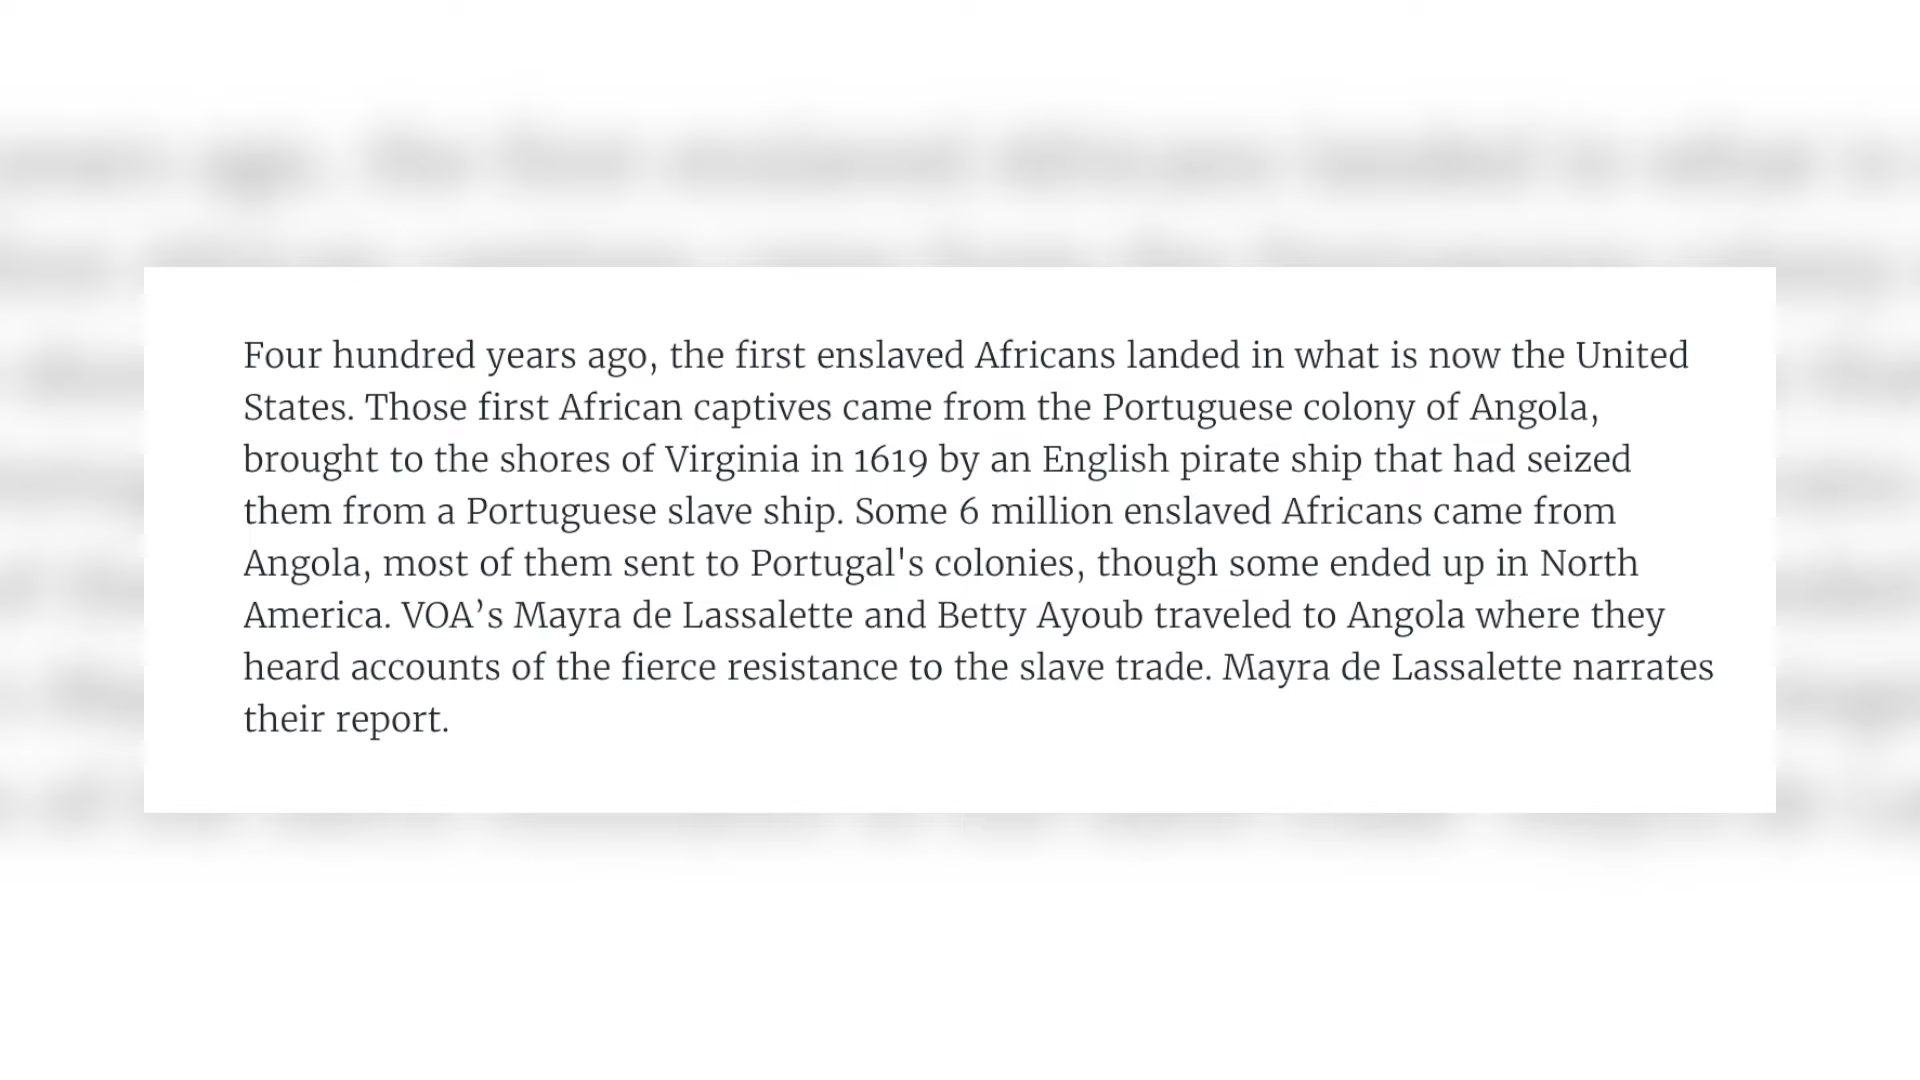 Four hundred years ago, the first enslaved Africans landed in what is now the United
States. Those first African captives came from the Portuguese colony of Angola,
brought to the shores of Virginia in 1619 by an English pirate ship that had seized
them from a Portuguese slave ship. Some 6 million enslaved Africans came from
Angola, most of them sent to Portugal's colonies, though some ended up in North
America. VOA’s Mayra de Lassalette and Betty Ayoub traveled to Angola where they
heard accounts of the fierce resistance to the slave trade. Mayra de Lassalette narrates
their report.